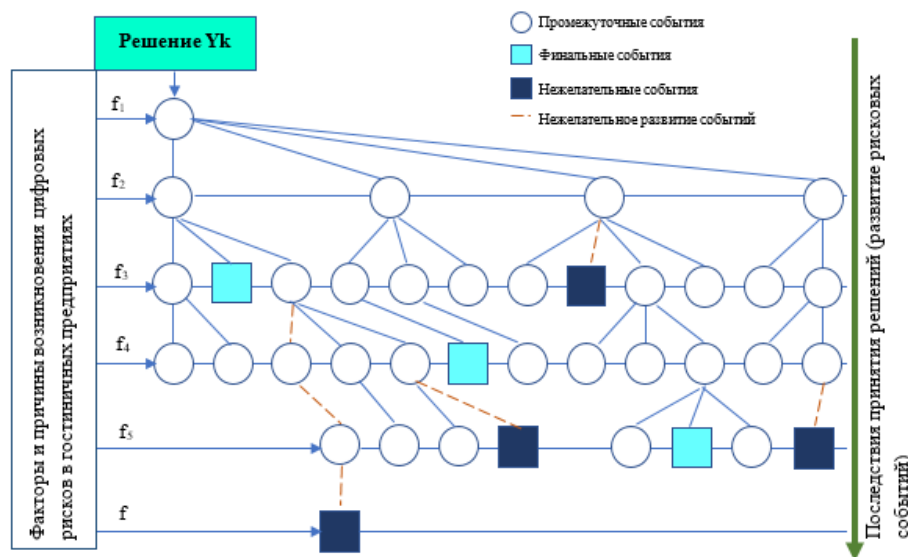 Решение Yk
Промежуточные события
Финальные события
Нежелательные события
Нежелательное развитие событий
Факторы и причины возникновения цифровых
рисков в гостиничных предприятиях
f₁
f₂
f₃
f₄
f₅
f
Последствия принятия решений (развитие рисковых
событий)